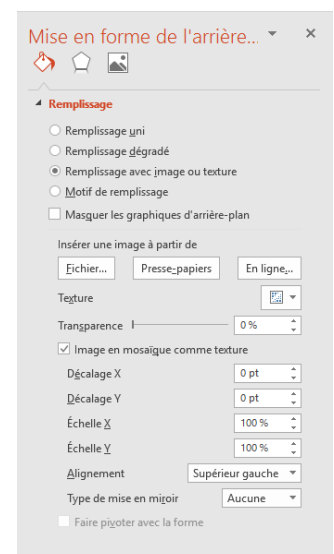 Mise en forme de l'arrière...
Remplissage
Remplissage uni
Remplissage dégradé
Remplissage avec image ou texture
Motif de remplissage
Masquer les graphiques d'arrière-plan
Insérer une image à partir de
Fichier... Presse-papiers En ligne...
Texture
Transparence 0 %
Image en mosaïque comme texture
Décalage X 0 pt
Décalage Y 0 pt
Échelle X 100 %
Échelle Y 100 %
Alignement Supérieur gauche
Type de mise en miroir Aucune
Faire pivoter avec la forme